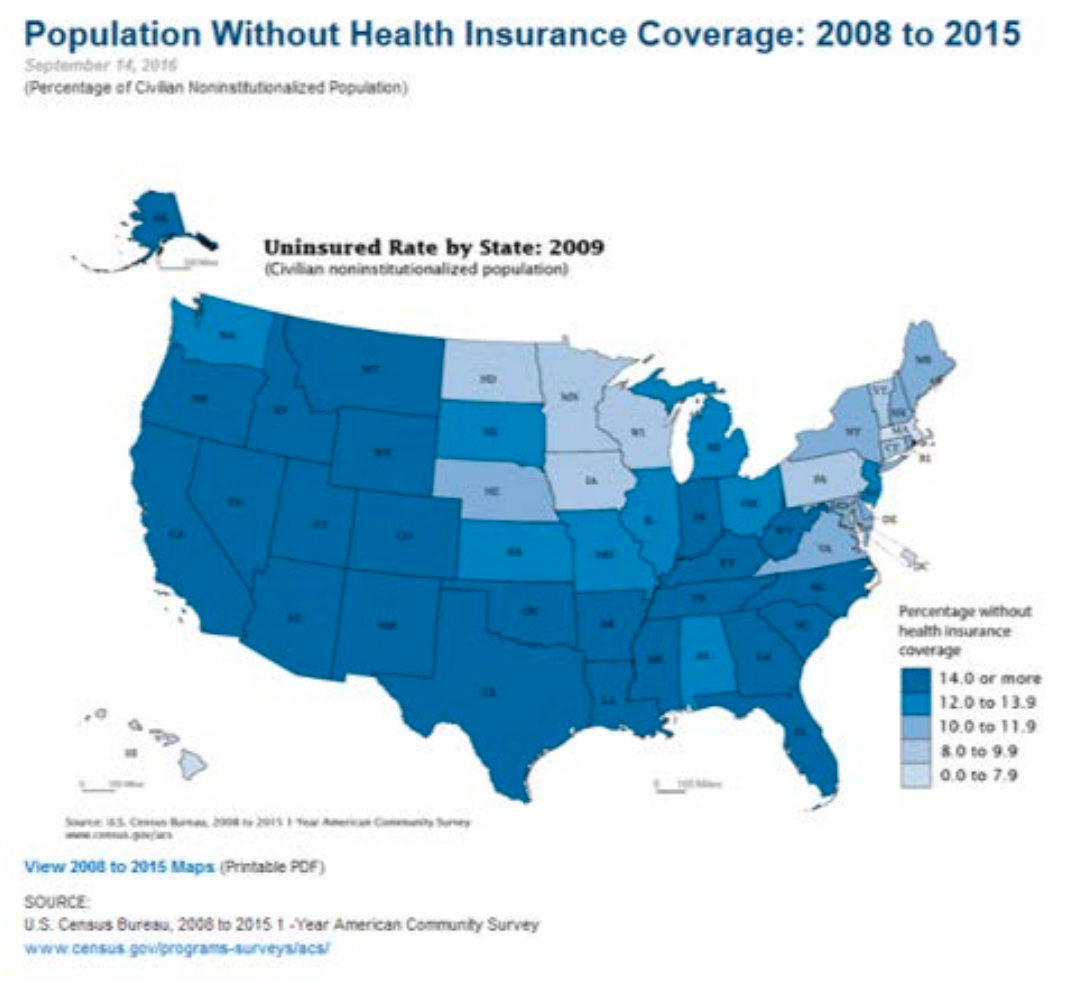 Population Without Health Insurance Coverage: 2008 to 2015
September 14, 2016
(Percentage of Civilian Noninstitutionalized Population)
AK
Uninsured Rate by State: 2009
(Civilian noninstitutionalized population)
WA
MT
ND
MN
ME
VT
NH
OR
ID
SD
WI
MI
NY
MA
CT
RI
WY
IA
PA
NE
NV
UT
CO
IL
IN
OH
WV
DE
CA
KS
MO
KY
VA
DC
AZ
NM
OK
AR
TN
NC
SC
MS
AL
GA
TX
LA
FL
HI
Percentage without
health insurance
coverage
14.0 or more
12.0 to 13.9
10.0 to 11.9
8.0 to 9.9
0.0 to 7.9
0 100 Miles
0 100 Miles
Source: U.S. Census Bureau, 2008 to 2015 1 Year American Community Survey
www.census.gov/acs
View 2008 to 2015 Maps (Printable PDF)
SOURCE:
U.S. Census Bureau, 2008 to 2015 1 -Year American Community Survey
www.census.gov/programs-surveys/acs/